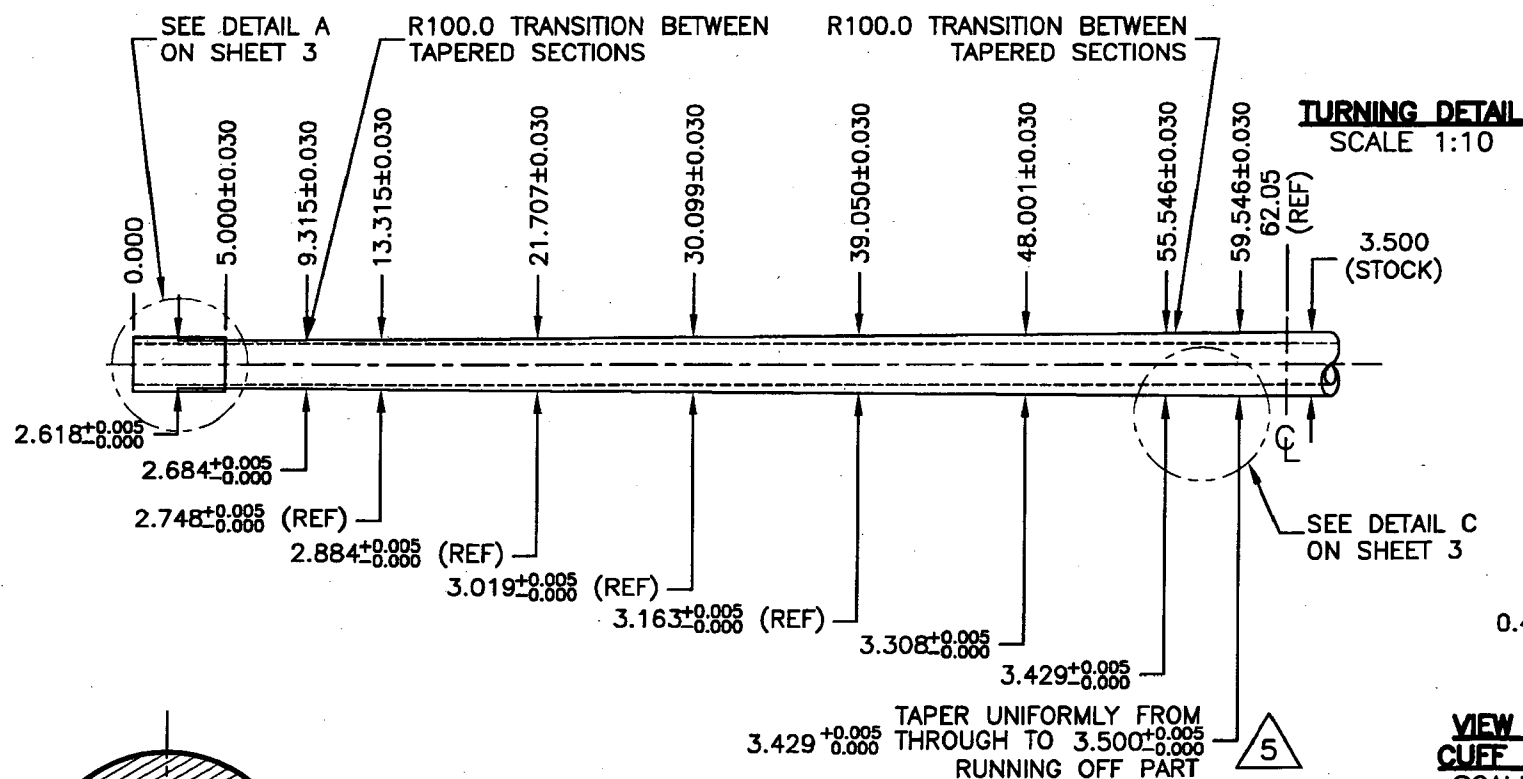 SEE DETAIL A
ON SHEET 3
R100.0 TRANSITION BETWEEN
TAPERED SECTIONS
R100.0 TRANSITION BETWEEN
TAPERED SECTIONS
TURNING DETAIL
SCALE 1:10
0.000
5.000±0.030
9.315±0.030
13.315±0.030
21.707±0.030
30.099±0.030
39.050±0.030
48.001±0.030
55.546±0.030
59.546±0.030
62.05
(REF)
3.500
(STOCK)
2.618+0.005
-0.000
2.684+0.005
-0.000
2.748+0.005
-0.000 (REF)
2.884+0.005
-0.000 (REF)
3.019+0.005
-0.000 (REF)
3.163+0.005
-0.000 (REF)
3.308+0.005
-0.000
3.429+0.005
-0.000
CL
SEE DETAIL C
ON SHEET 3
TAPER UNIFORMLY FROM
3.429 +0.005
0.000 THROUGH TO 3.500+0.005
-0.000
RUNNING OFF PART
5
0.4
VIEW
CUFF